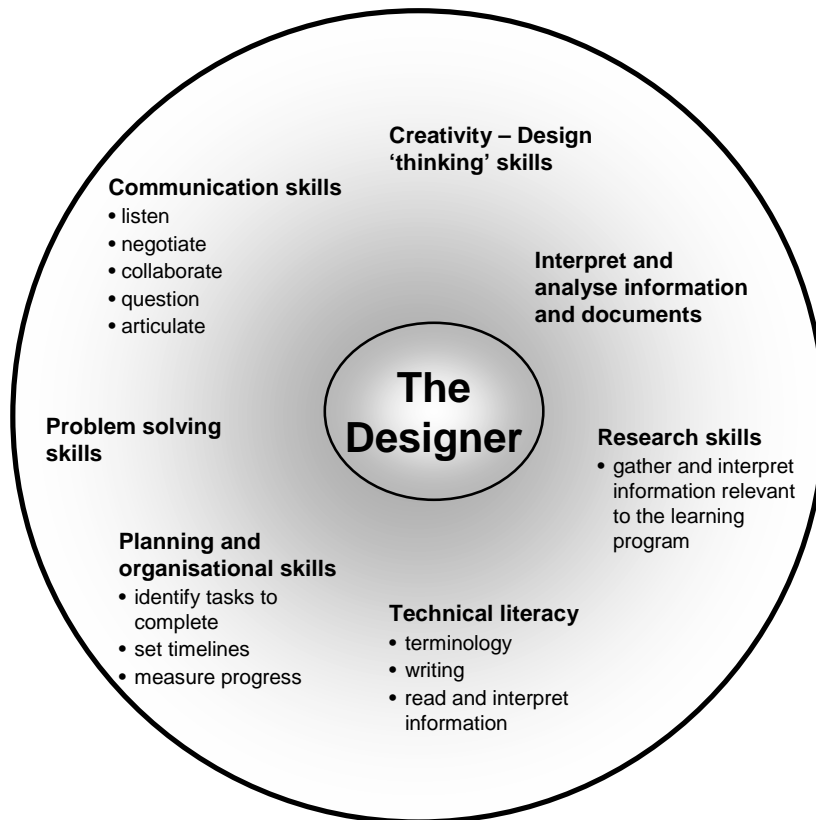 Creativity – Design
‘thinking’ skills
Communication skills
• listen
• negotiate
• collaborate
• question
• articulate
Interpret and
analyse information
and documents
The
Designer
Problem solving
skills
Research skills
• gather and interpret
information relevant
to the learning
program
Planning and
organisational skills
• identify tasks to
complete
• set timelines
• measure progress
Technical literacy
• terminology
• writing
• read and interpret
information